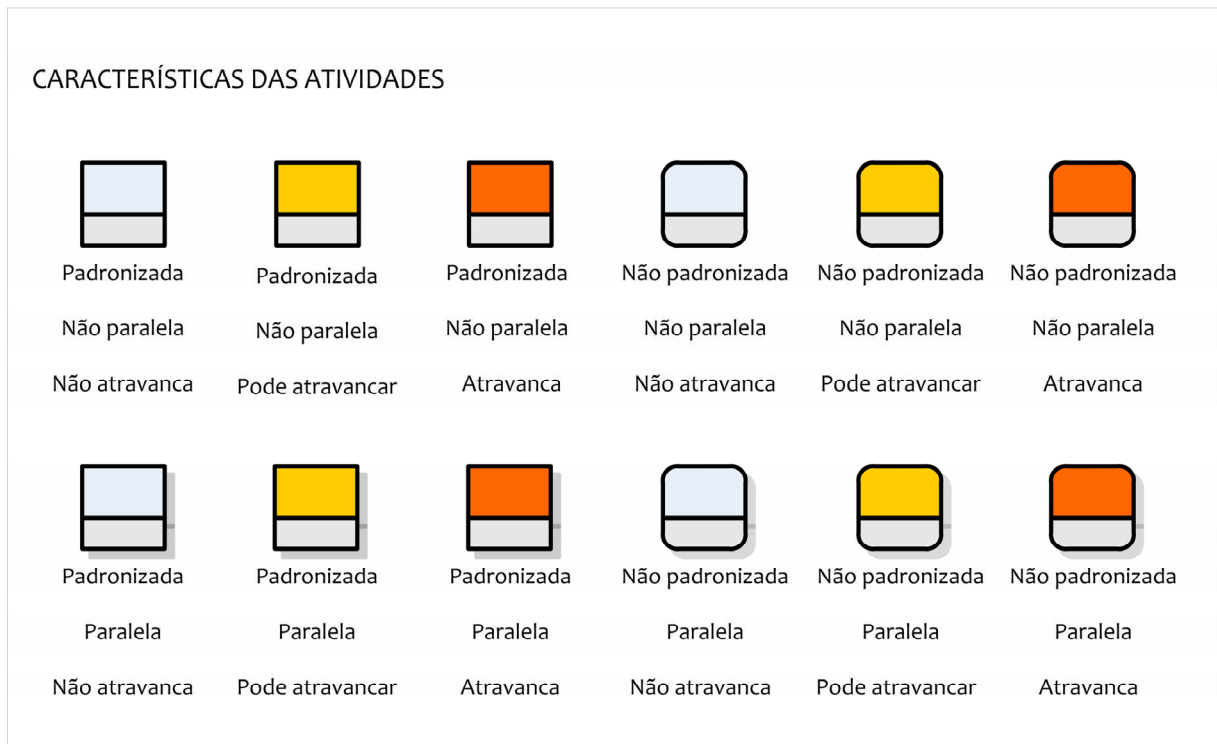 CARACTERÍSTICAS DAS ATIVIDADES
Padronizada Padronizada Padronizada Não padronizada Não padronizada Não padronizada
Não paralela Não paralela Não paralela Não paralela Não paralela Não paralela
Não atravanca Pode atravancar Atravanca Não atravanca Pode atravancar Atravanca
Padronizada Padronizada Padronizada Não padronizada Não padronizada Não padronizada
Paralela Paralela Paralela Paralela Paralela Paralela
Não atravanca Pode atravancar Atravanca Não atravanca Pode atravancar Atravanca